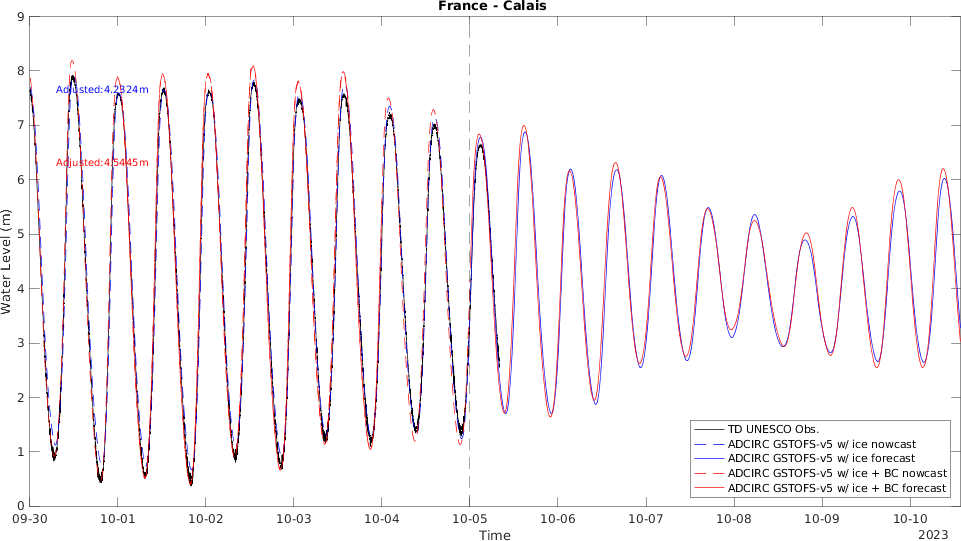 France - Calais
9
8
7
6
5
4
3
2
1
0
Water Level (m)
Adjusted:4.2324m
Adjusted:4.5445m
TD UNESCO Obs.
ADCIRC GSTOFS-v5 w/ ice nowcast
ADCIRC GSTOFS-v5 w/ ice forecast
ADCIRC GSTOFS-v5 w/ ice + BC nowcast
ADCIRC GSTOFS-v5 w/ ice + BC forecast
09-30 10-01 10-02 10-03 10-04 10-05 10-06 10-07 10-08 10-09 10-10
Time
2023